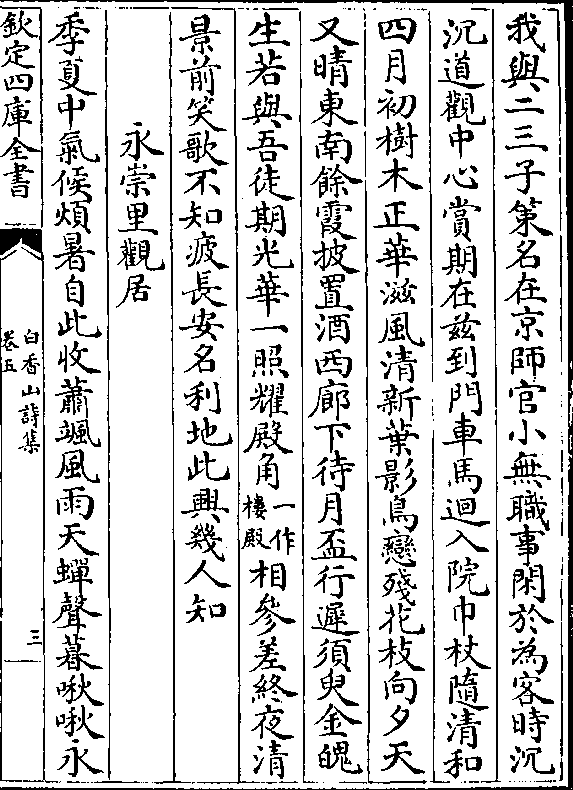 我與二三子策名在京師官小無職事閑於為客時沉
沉道觀中心賞期在兹到門車馬迴入院巾杖隨清和
四月初樹木正華滋風清新葉影鳥戀殘花枝向夕天
又晴東南餘霞披置酒西廊下待月盃行遲須臾金魄
生若與吾徒期光華一照耀殿角一作樓殿相參差終夜清
景前笑歌不知疲長安名利地此興幾人知
永崇里觀居
季夏中氣候煩暑自此收蕭颯風雨天蟬聲暮啾啾永
欽定四庫全書
白香山詩集
卷五
三